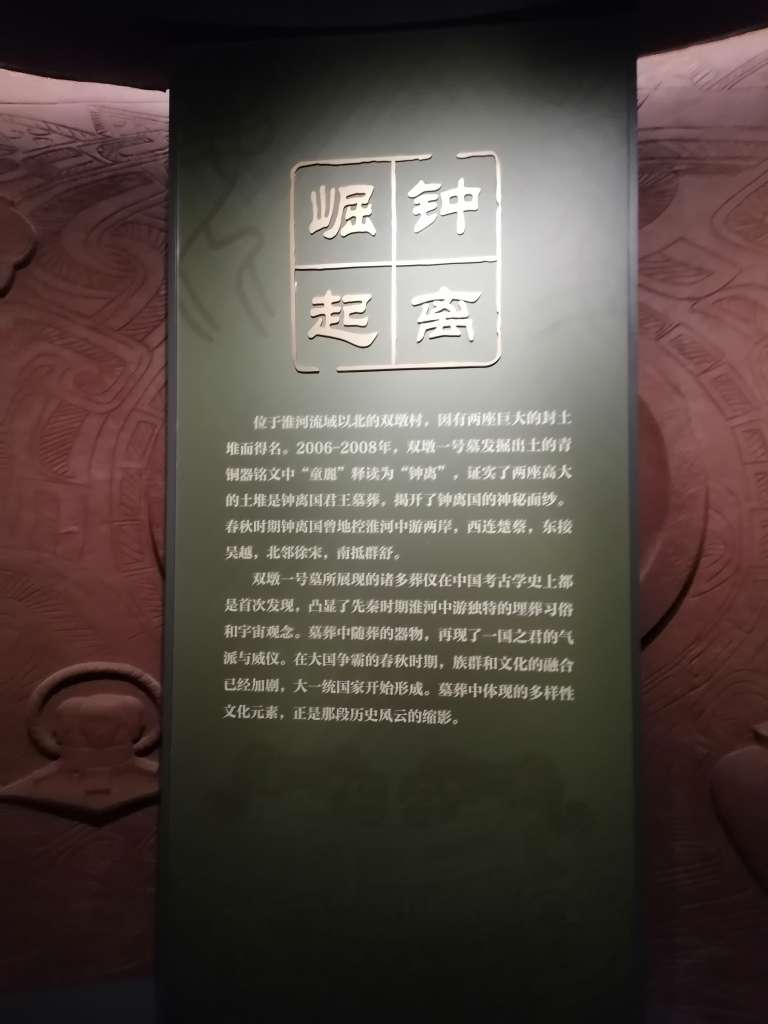 钟离
崛起
位于淮河流域以北的双墩村，因有两座巨大的封土
堆而得名。2006-2008年，双墩一号墓发掘出土的青
铜器铭文中“童麗”释读为“钟离”，证实了两座高大
的土堆是钟离国君王墓葬，揭开了钟离国的神秘面纱。
春秋时期钟离国曾地控淮河中游两岸，西连楚蔡，东接
吴越，北邻徐宋，南抵群舒。
双墩一号墓所展现的诸多葬仪在中国考古学史上都
是首次发现，凸显了先秦时期淮河中游独特的埋葬习俗
和宇宙观念。墓葬中随葬的器物，再现了一国之君的气
派与威仪。在大国争霸的春秋时期，族群和文化的融合
已经加剧，大一统国家开始形成。墓葬中体现的多样性
文化元素，正是那段历史风云的缩影。